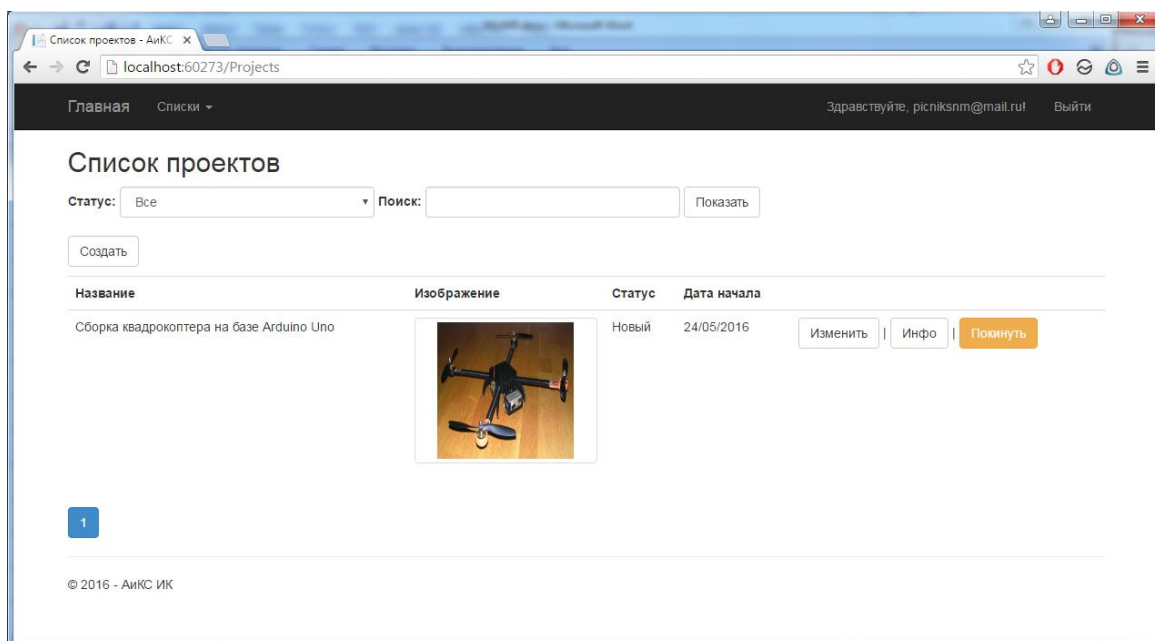 Список проектов - АиКС
localhost:60273/Projects
Главная Списки Здравствуйте, picniksnm@mail.ru! Выйти
Список проектов
Статус: Все Поиск: Показать
Создать
Название Изображение Статус Дата начала
Сборка квадрокоптера на базе Arduino Uno Новый 24/05/2016 Изменить | Инфо | Покинуть
1
© 2016 - АиКС ИК